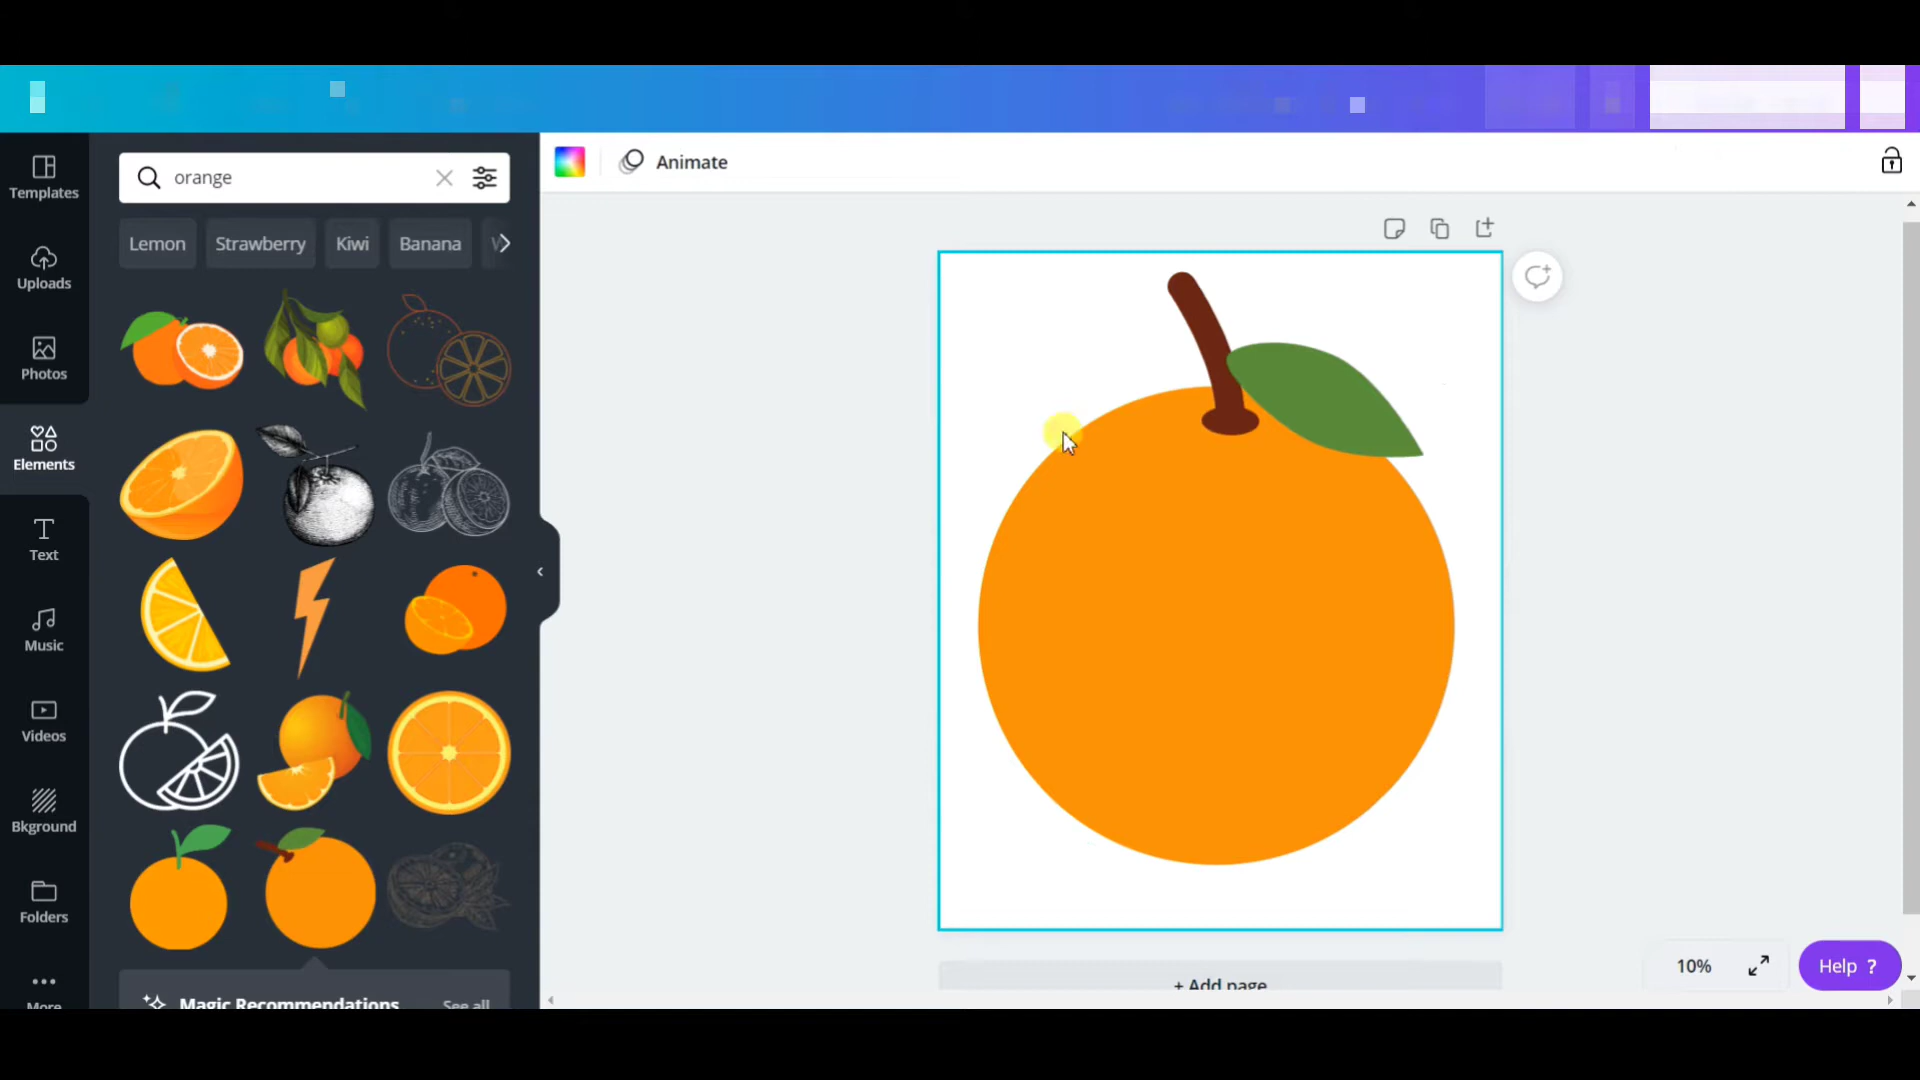 orange
Animate
Templates
Lemon
Strawberry
Kiwi
Banana
Uploads
Photos
Elements
Text
Music
Videos
Bkground
Folders
More
Magic Recommendations
See all
+ Add page
10%
Help ?